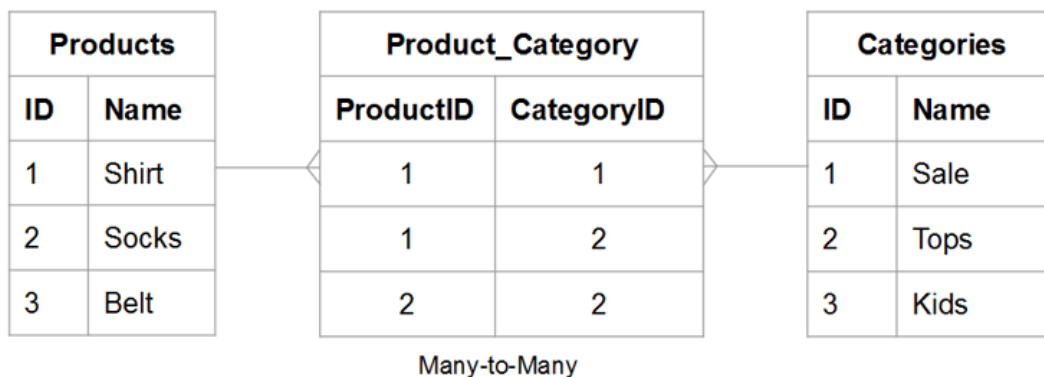 Products Product_Category Categories
ID Name ProductID CategoryID ID Name
1 Shirt 1 1 1 Sale
2 Socks 1 2 2 Tops
3 Belt 2 2 3 Kids
Many-to-Many